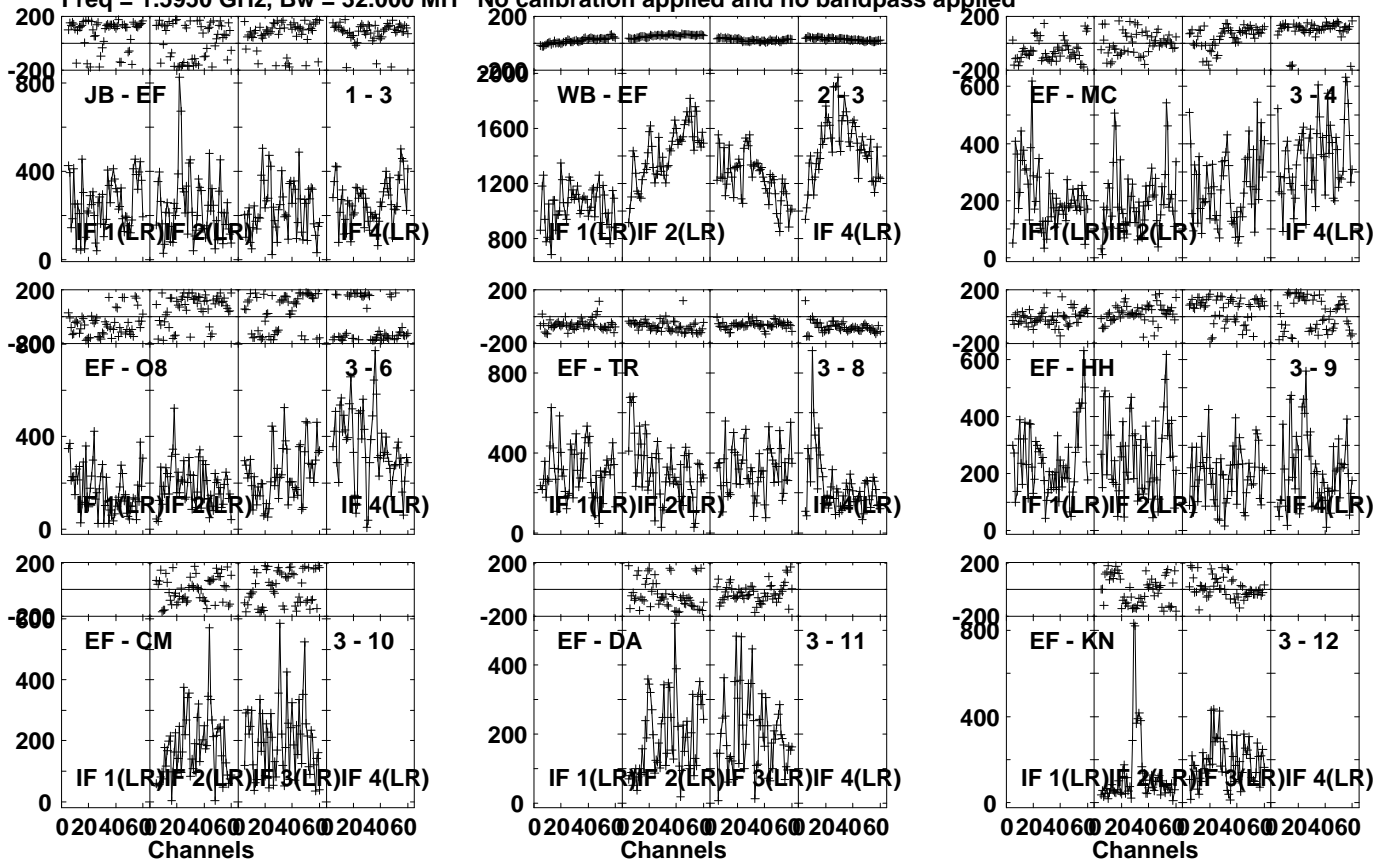 Freq = 1.5950 GHz, Bw = 32.000 MH No calibration applied and no bandpass applied
200
-200
800
400
0
JB - EF 1 - 3
IF 1(LR) IF 2(LR) IF 4(LR)
200
-200
2000
1600
1200
800
WB - EF 2 - 3
IF 1(LR) IF 2(LR) IF 4(LR)
200
-200
600
400
200
0
EF - MC 3 - 4
IF 1(LR) IF 2(LR) IF 4(LR)
200
-200
800
400
0
EF - O8 3 - 6
IF 1(LR) IF 2(LR) IF 4(LR)
200
-200
800
400
0
EF - TR 3 - 8
IF 1(LR) IF 2(LR) IF 4(LR)
200
-200
600
400
200
0
EF - HH 3 - 9
IF 1(LR) IF 2(LR) IF 4(LR)
200
-200
600
400
200
0
EF - CM 3 - 10
IF 1(LR) IF 2(LR) IF 3(LR) IF 4(LR)
0 20 40 60 0 20 40 60 0 20 40 60 0 20 40 60
Channels
200
-200
400
200
0
EF - DA 3 - 11
IF 1(LR) IF 2(LR) IF 3(LR) IF 4(LR)
0 20 40 60 0 20 40 60 0 20 40 60 0 20 40 60
Channels
200
-200
800
400
0
EF - KN 3 - 12
IF 1(LR) IF 2(LR) IF 3(LR) IF 4(LR)
0 20 40 60 0 20 40 60 0 20 40 60 0 20 40 60
Channels